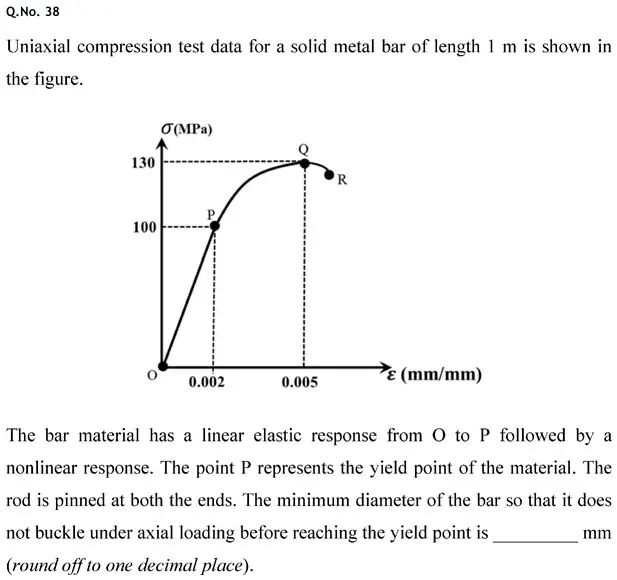 Q.No. 38
Uniaxial compression test data for a solid metal bar of length 1 m is shown in
the figure.
σ(MPa)
130
Q
R
100
P
O
0.002
0.005
ε (mm/mm)
The bar material has a linear elastic response from O to P followed by a
nonlinear response. The point P represents the yield point of the material. The
rod is pinned at both the ends. The minimum diameter of the bar so that it does
not buckle under axial loading before reaching the yield point is _________ mm
(round off to one decimal place).